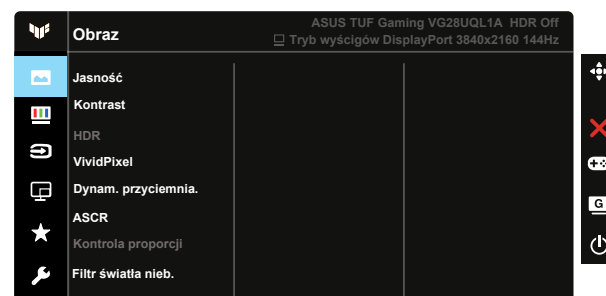 Obraz
ASUS TUF Gaming VG28UQL1A HDR Off
Tryb wyścigów DisplayPort 3840x2160 144Hz
Jasność
Kontrast
HDR
VividPixel
Dynam. przyciemnia.
ASCR
Kontrola proporcji
Filtr światła nieb.
G